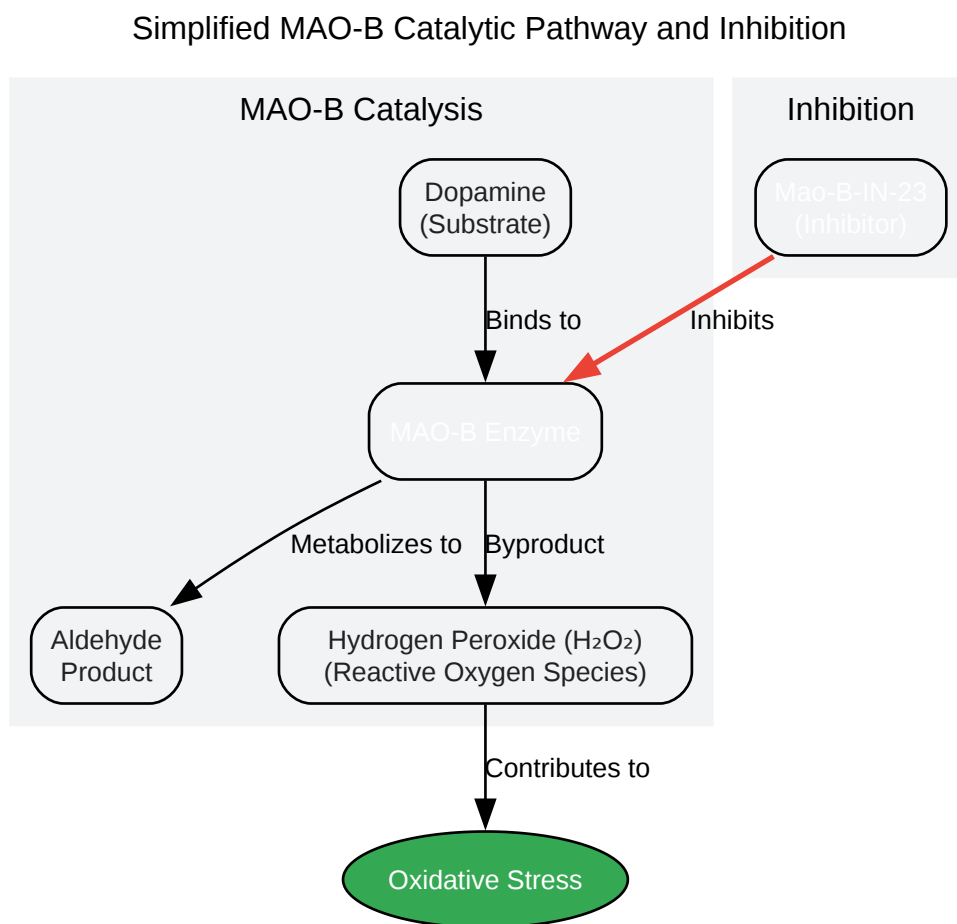 Simplified MAO-B Catalytic Pathway and Inhibition
MAO-B Catalysis
Inhibition
Dopamine
(Substrate)
Mao-B-IN-23
(Inhibitor)
Binds to
Inhibits
MAO-B Enzyme
Metabolizes to
Byproduct
Aldehyde
Product
Hydrogen Peroxide (H₂O₂)
(Reactive Oxygen Species)
Contributes to
Oxidative Stress